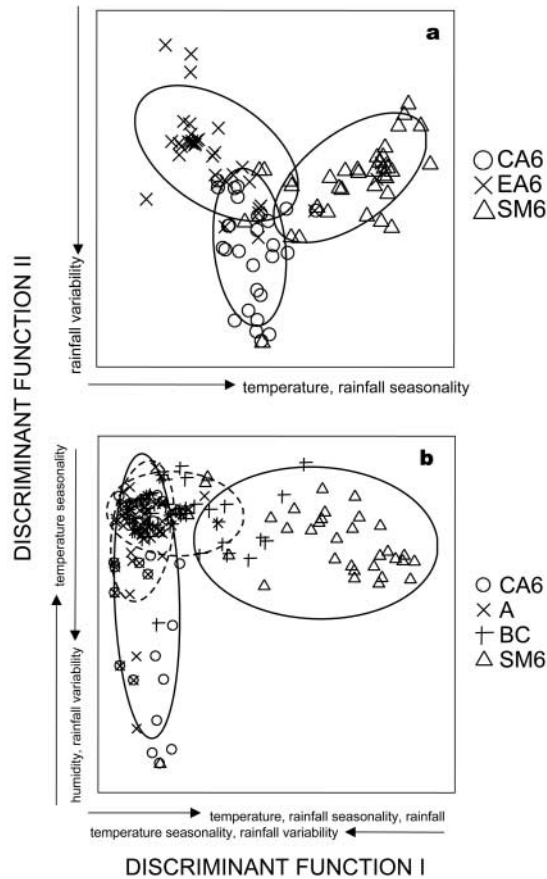 a
CA6
EA6
SM6
rainfall variability
temperature, rainfall seasonality
DISCRIMINANT FUNCTION II
b
CA6
A
BC
SM6
temperature seasonality
humidity, rainfall variability
temperature, rainfall seasonality, rainfall
temperature seasonality, rainfall variability
DISCRIMINANT FUNCTION I